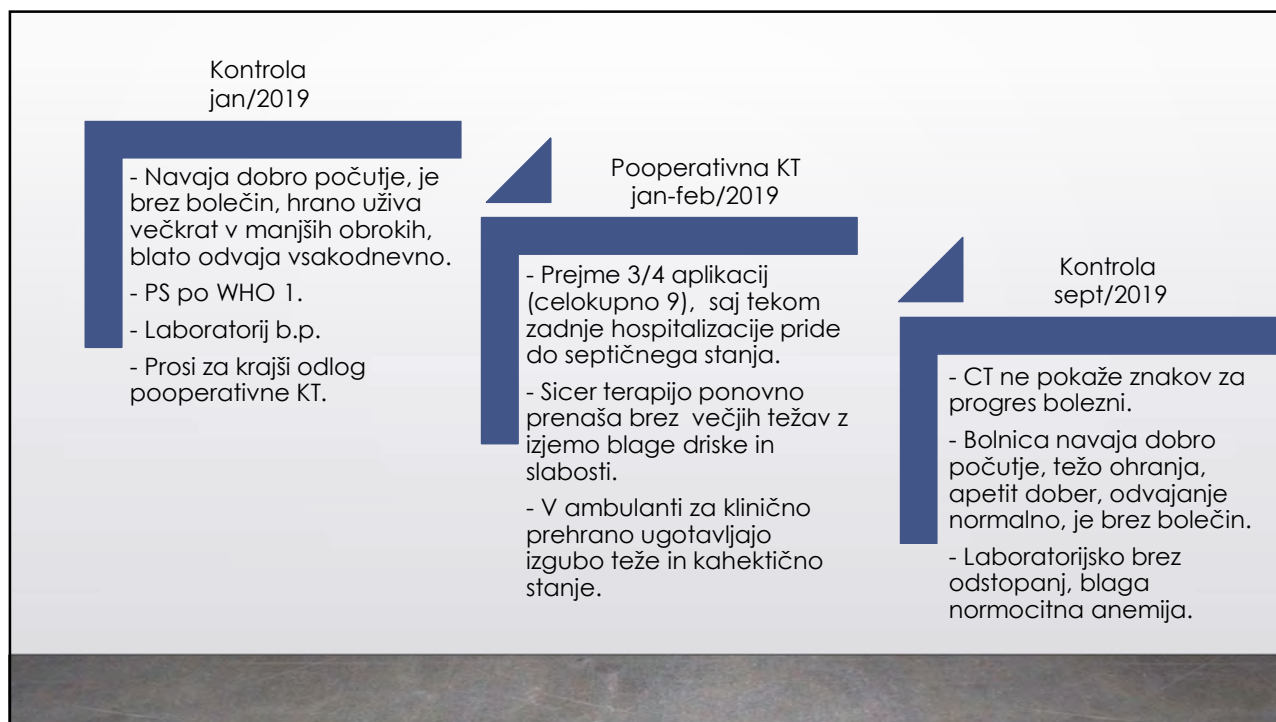 Kontrola
jan/2019
- Navaja dobro počutje, je
brez bolečin, hrano uživa
večkrat v manjših obrokih,
blato odvaja vsakodnevno.
- PS po WHO 1.
- Laboratorij b.p.
- Prosi za krajši odlog
pooperativne KT.
Pooperativna KT
jan-feb/2019
- Prejme 3/4 aplikacij
(celokupno 9), saj tekom
zadnje hospitalizacije pride
do septičnega stanja.
- Sicer terapijo ponovno
prenaša brez večjih težav z
izjemo blage driske in
slabosti.
- V ambulanti za klinično
prehrano ugotavljajo
izgubo teže in kahektično
stanje.
Kontrola
sept/2019
- CT ne pokaže znakov za
progres bolezni.
- Bolnica navaja dobro
počutje, težo ohranja,
apetit dober, odvajanje
normalno, je brez bolečin.
- Laboratorijsko brez
odstopanj, blaga
normocitna anemija.